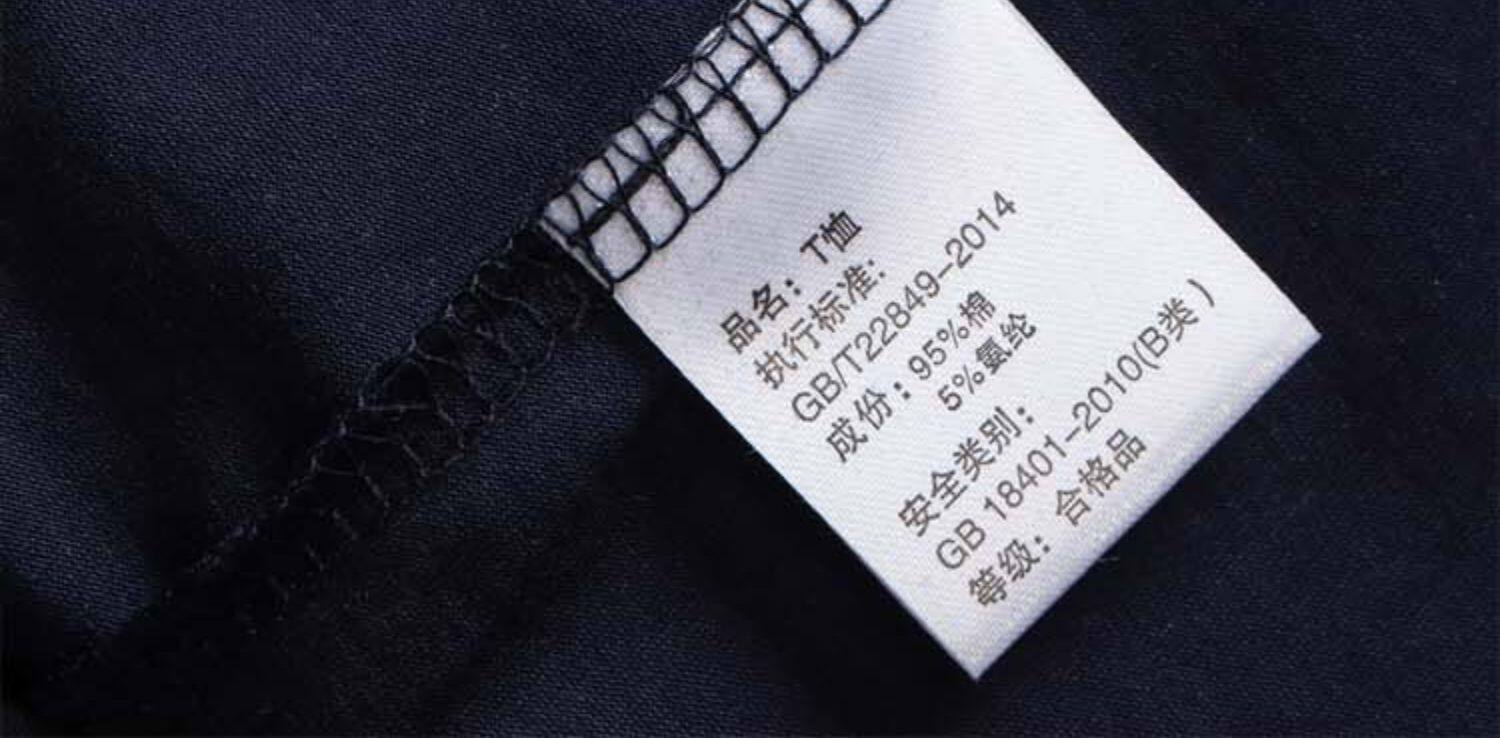 品名：T恤
执行标准：
GB/T22849-2014
成份：95%棉
5%氨纶
安全类别：
GB 18401-2010(B类)
等级：合格品